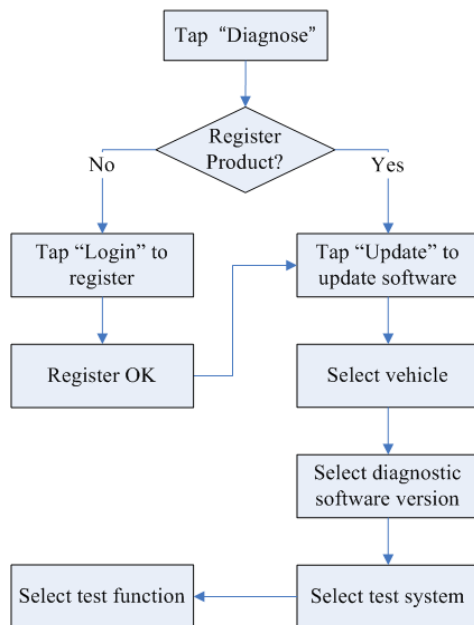 Tap “Diagnose”
Register
Product?
No
Yes
Tap “Login” to
register
Tap “Update” to
update software
Register OK
Select vehicle
Select diagnostic
software version
Select test function
Select test system